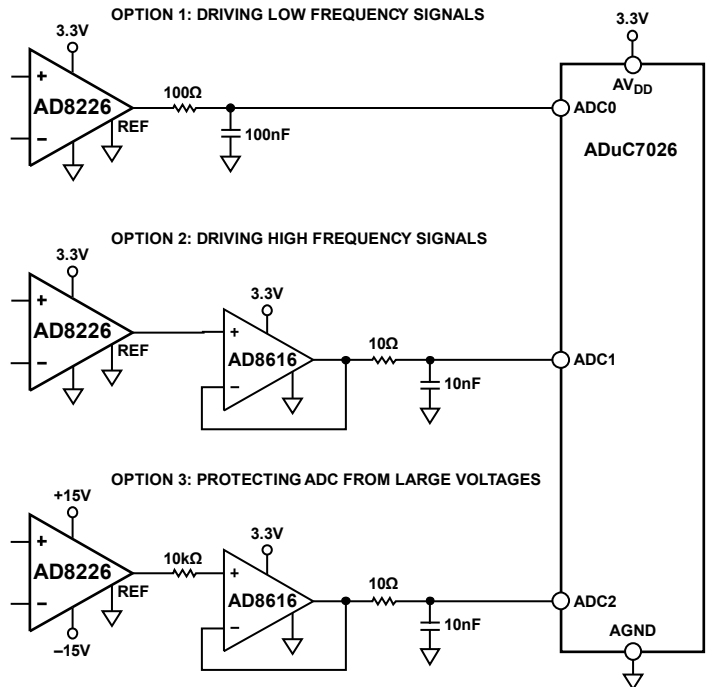 OPTION 1: DRIVING LOW FREQUENCY SIGNALS
3.3V
3.3V
+
AD8226
−
REF
100Ω
100nF
AVDD
ADC0
ADuC7026
OPTION 2: DRIVING HIGH FREQUENCY SIGNALS
3.3V
+
AD8226
−
REF
3.3V
+
AD8616
−
10Ω
10nF
ADC1
OPTION 3: PROTECTING ADC FROM LARGE VOLTAGES
+15V
+
AD8226
−
REF
−15V
10kΩ
3.3V
+
AD8616
−
10Ω
10nF
ADC2
AGND